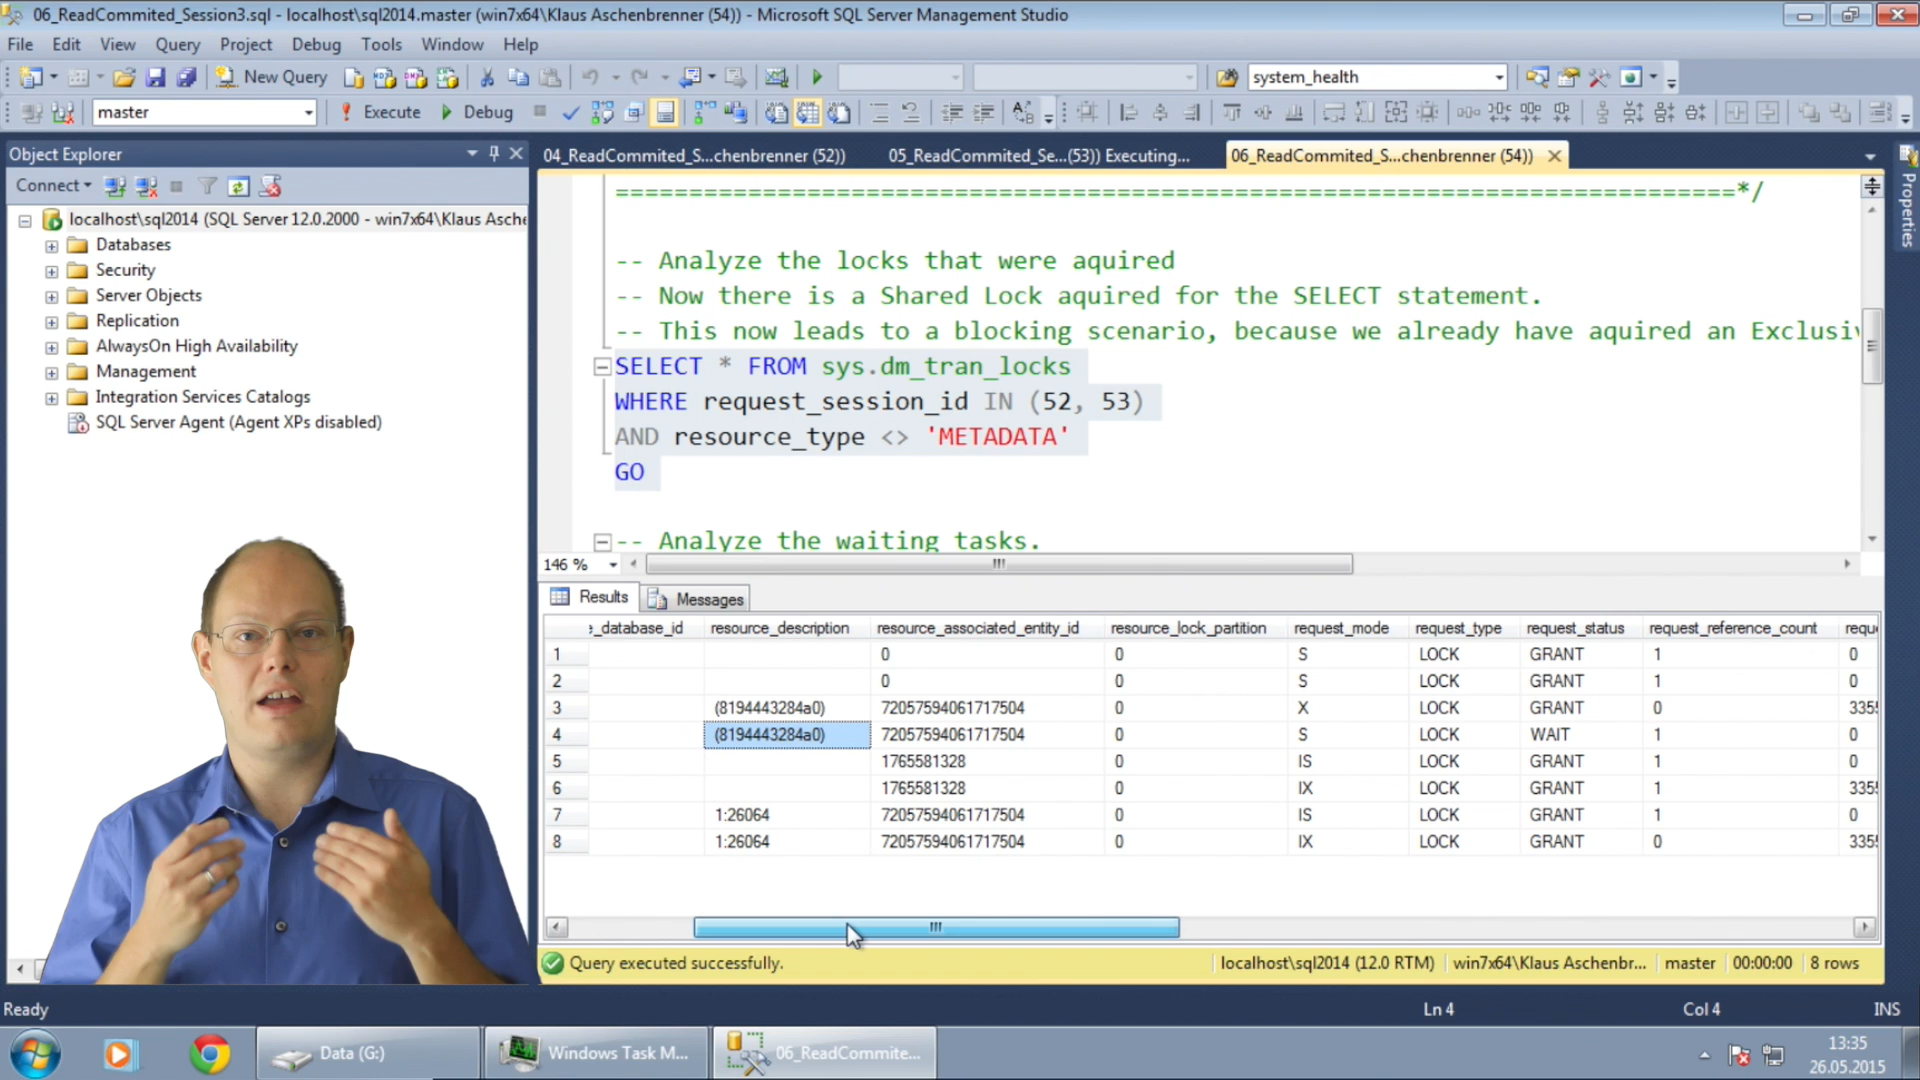 06_ReadCommited_Session3.sql - localhost\sql2014.master (win7x64\Klaus Aschenbrenner (54)) - Microsoft SQL Server Management Studio
File Edit View Query Project Debug Tools Window Help
New Query system_health
master Execute Debug
Object Explorer
Connect
localhost\sql2014 (SQL Server 12.0.2000 - win7x64\Klaus Asche
Databases
Security
Server Objects
Replication
AlwaysOn High Availability
Management
Integration Services Catalogs
SQL Server Agent (Agent XPs disabled)
04_ReadCommited_S...chenbrenner (52)) 05_ReadCommited_Se...(53)) Executing... 06_ReadCommited_S...chenbrenner (54))
Properties
============================================================================*/
-- Analyze the locks that were aquired
-- Now there is a Shared Lock aquired for the SELECT statement.
-- This now leads to a blocking scenario, because we already have aquired an Exclusiv
SELECT * FROM sys.dm_tran_locks
WHERE request_session_id IN (52, 53)
AND resource_type <> 'METADATA'
GO
-- Analyze the waiting tasks.
146 %
Results Messages
e_database_id resource_description resource_associated_entity_id resource_lock_partition request_mode request_type request_status request_reference_count reque
1 0 0 S LOCK GRANT 1 0
2 0 0 S LOCK GRANT 1 0
3 (8194443284a0) 72057594061717504 0 X LOCK GRANT 0 3355
4 (8194443284a0) 72057594061717504 0 S LOCK WAIT 1 0
5 1765581328 0 IS LOCK GRANT 1 0
6 1765581328 0 IX LOCK GRANT 1 3355
7 1:26064 72057594061717504 0 IS LOCK GRANT 1 0
8 1:26064 72057594061717504 0 IX LOCK GRANT 0 3355
Query executed successfully. localhost\sql2014 (12.0 RTM) win7x64\Klaus Aschenbr... master 00:00:00 8 rows
Ready Ln 4 Col 4 INS
Data (G:) Windows Task M... 06_ReadCommite...
13:35
26.05.2015